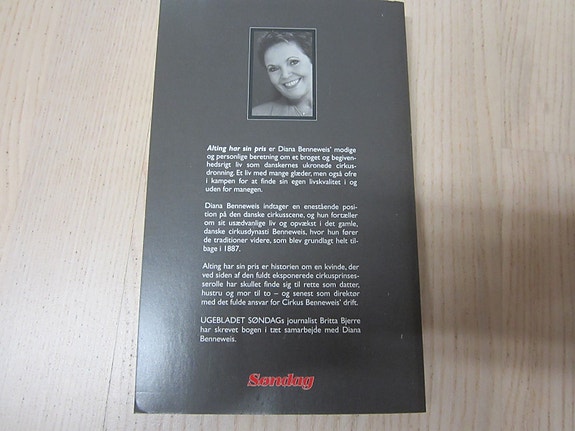 Alting har sin pris er Diana Benneweis' modige
og personlige beretning om et broget og begiven-
hedsrigt liv som danskernes ukronede cirkus-
dronning. Et liv med mange glæder, men også ofre
i kampen for at finde sin egen livskvalitet i og
uden for manegen.
Diana Benneweis indtager en enestående posi-
tion på den danske cirkusscene, og hun fortæller
om sit usædvanlige liv og opvækst i det gamle,
danske cirkusdynasti Benneweis, hvor hun fører
de traditioner videre, som blev grundlagt helt til-
bage i 1887.
Alting har sin pris er historien om en kvinde, der
ved siden af den fuldt eksponerede cirkusprinses-
serolle har skullet finde sig til rette som datter,
hustru og mor til to – og senest som direktør
med det fulde ansvar for Cirkus Benneweis' drift.
UGEBLADET SØNDAGs journalist Britta Bjerre
har skrevet bogen i tæt samarbejde med Diana
Benneweis.
Søndag